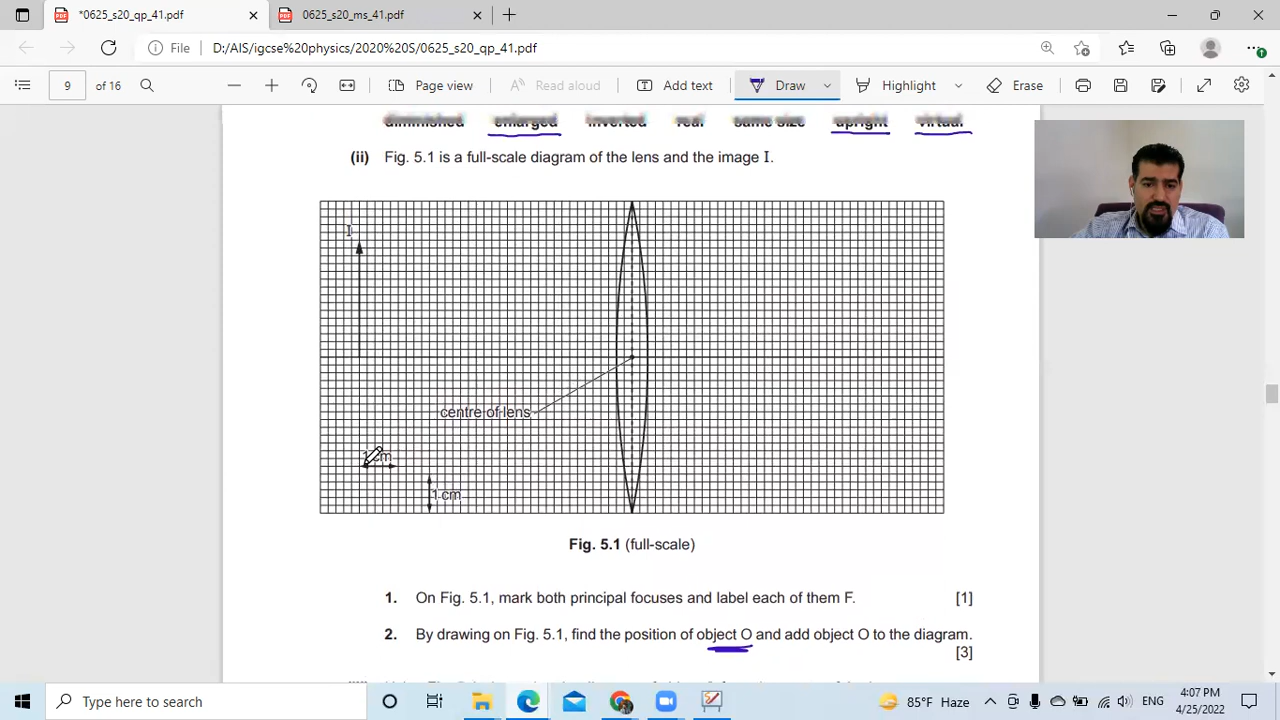 *0625_s20_qp_41.pdf
0625_s20_ms_41.pdf
File D:/AIS/igcse%20physics/2020%20S/0625_s20_qp_41.pdf
9 of 16
Page view
Read aloud
Add text
Draw
Highlight
Erase
diminished enlarged inverted real same size upright virtual
(ii) Fig. 5.1 is a full-scale diagram of the lens and the image I.
I
centre of lens
1 cm
1 cm
Fig. 5.1 (full-scale)
1. On Fig. 5.1, mark both principal focuses and label each of them F. [1]
2. By drawing on Fig. 5.1, find the position of object O and add object O to the diagram.
[3]
Type here to search
85°F Haze
ENG
4:07 PM
4/25/2022